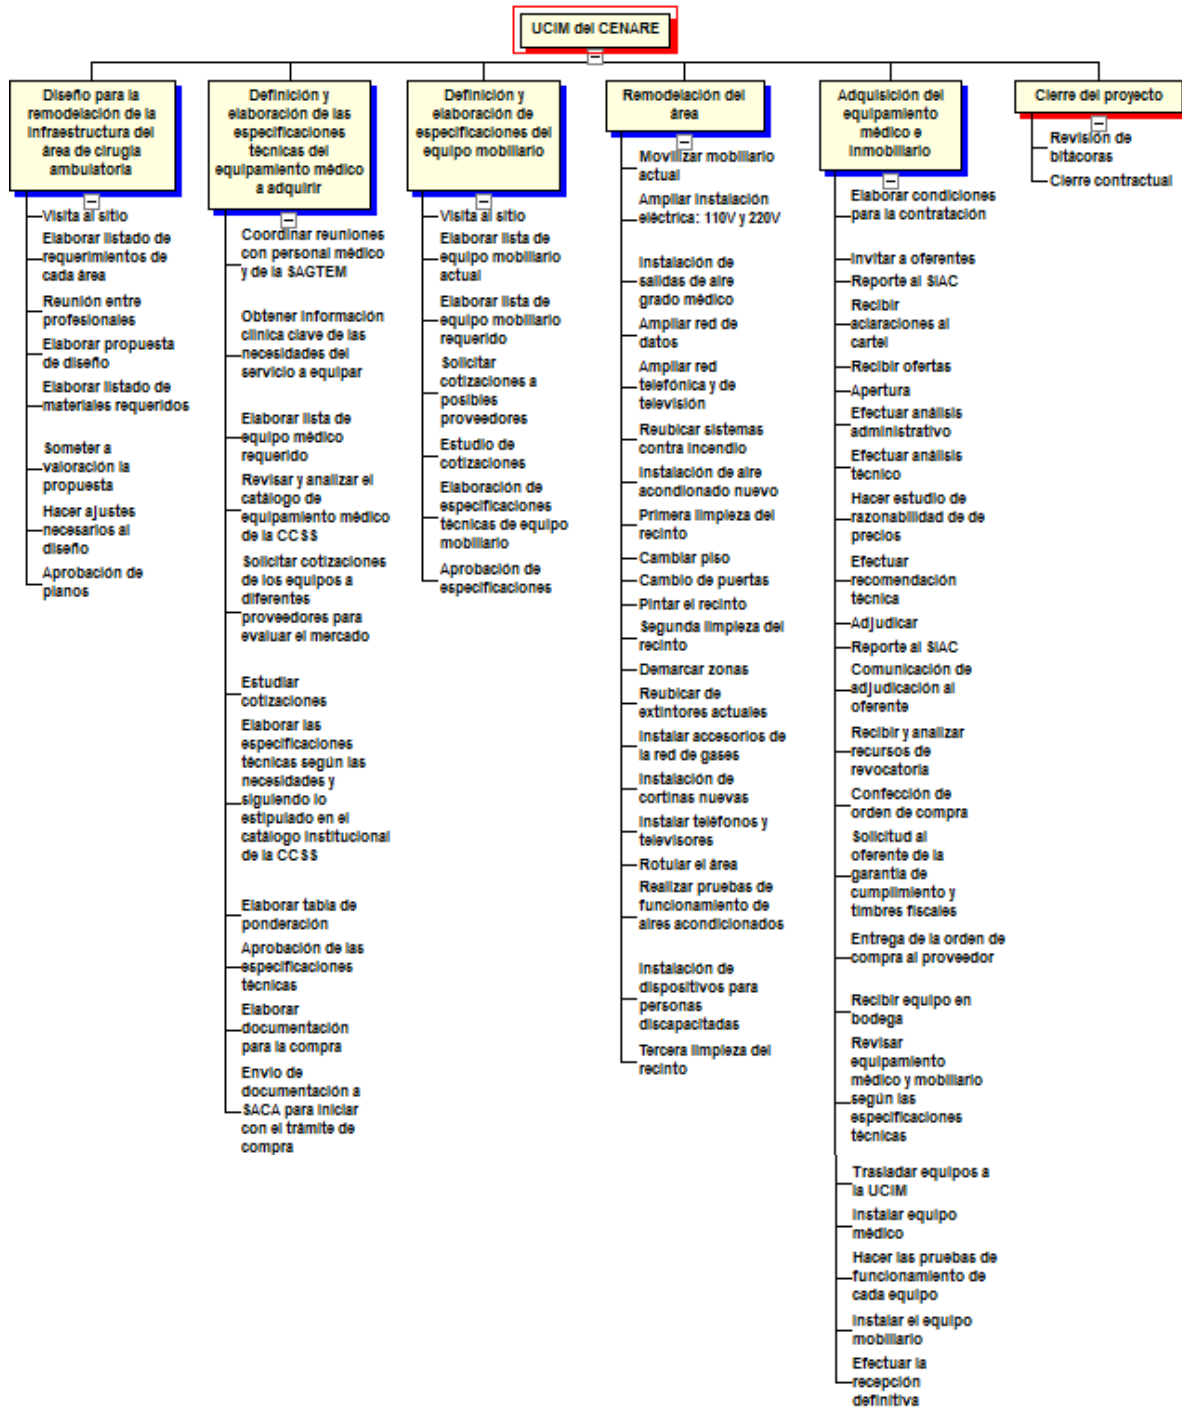 UCIM del CENARE
Diseño para la
remodelación de la
infraestructura del
área de cirugía
ambulatoria
Visita al sitio
Elaborar listado de
requerimientos de
cada área
Reunión entre
profesionales
Elaborar propuesta
de diseño
Elaborar listado de
materiales requeridos
Someter a
valoración la
propuesta
Hacer ajustes
necesarios al
diseño
Aprobación de
planos
Definición y
elaboración de las
especificaciones
técnicas del
equipamiento médico
a adquirir
Coordinar reuniones
con personal médico
y de la SAGTEM
Obtener información
clínica clave de las
necesidades del
servicio a equipar
Elaborar lista de
equipo médico
requerido
Revisar y analizar el
catálogo de
equipamiento médico
de la CCSS
Solicitar cotizaciones
de los equipos a
diferentes
proveedores para
evaluar el mercado
Estudiar
cotizaciones
Elaborar las
especificaciones
técnicas según las
necesidades y
siguiendo lo
estipulado en el
catálogo institucional
de la CCSS
Elaborar tabla de
ponderación
Aprobación de las
especificaciones
técnicas
Elaborar
documentación
para la compra
Envío de
documentación a
SACA para iniciar
con el trámite de
compra
Definición y
elaboración de
especificaciones del
equipo mobiliario
Visita al sitio
Elaborar lista de
equipo mobiliario
actual
Elaborar lista de
equipo mobiliario
requerido
Solicitar
cotizaciones a
posibles
proveedores
Estudio de
cotizaciones
Elaboración de
especificaciones
técnicas de equipo
mobiliario
Aprobación de
especificaciones
Remodelación del
área
Movilizar mobiliario
actual
Ampliar instalación
eléctrica: 110V y 220V
Instalación de
salidas de aire
grado médico
Ampliar red de
datos
Ampliar red
telefónica y de
televisión
Reubicar sistemas
contra incendio
Instalación de aire
acondionado nuevo
Primera limpieza del
recinto
Cambiar piso
Cambio de puertas
Pintar el recinto
Segunda limpieza del
recinto
Demarcar zonas
Reubicar de
extintores actuales
Instalar accesorios de
la red de gases
Instalación de
cortinas nuevas
Instalar teléfonos y
televisores
Rotular el área
Realizar pruebas de
funcionamiento de
aires acondicionados
Instalación de
dispositivos para
personas
discapacitadas
Tercera limpieza del
recinto
Adquisición del
equipamiento
médico e
inmobiliario
Elaborar condiciones
para la contratación
Invitar a oferentes
Reporte al SIAC
Recibir
aclaraciones al
cartel
Recibir ofertas
Apertura
Efectuar análisis
administrativo
Efectuar análisis
técnico
Hacer estudio de
razonabilidad de de
precios
Efectuar
recomendación
técnica
Adjudicar
Reporte al SIAC
Comunicación de
adjudicación al
oferente
Recibir y analizar
recursos de
revocatoria
Confección de
orden de compra
Solicitud al
oferente de la
garantía de
cumplimiento y
timbres fiscales
Entrega de la orden de
compra al proveedor
Recibir equipo en
bodega
Revisar
equipamiento
médico y mobiliario
según las
especificaciones
técnicas
Trasladar equipos a
la UCIM
Instalar equipo
médico
Hacer las pruebas de
funcionamiento de
cada equipo
Instalar el equipo
mobiliario
Efectuar la
recepción
definitiva
Cierre del proyecto
Revisión de
bitácoras
Cierre contractual